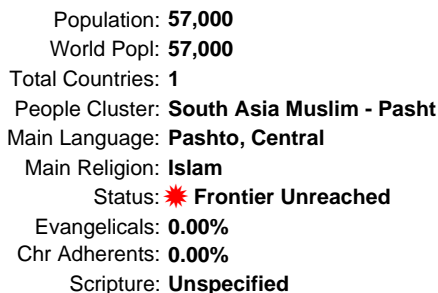 Population: 57,000
World Popl: 57,000
Total Countries: 1
People Cluster: South Asia Muslim - Pasht
Main Language: Pashto, Central
Main Religion: Islam
Status: Frontier Unreached
Evangelicals: 0.00%
Chr Adherents: 0.00%
Scripture: Unspecified